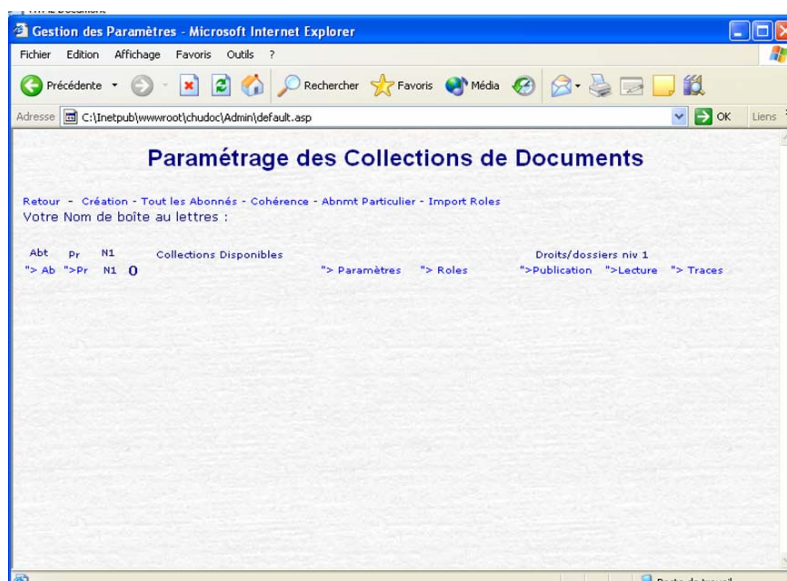 Gestion des Paramètres - Microsoft Internet Explorer
Fichier Edition Affichage Favoris Outils ?
Précédente Rechercher Favoris Média
Adresse C:\Inetpub\wwwroot\chudoc\Admin\default.asp OK Liens
Paramétrage des Collections de Documents
Retour - Création - Tout les Abonnés - Cohérence - Abnmt Particulier - Import Roles
Votre Nom de boîte au lettres :
Abt Pr N1 Collections Disponibles Droits/dossiers niv 1
"> Ab ">Pr N1 () "> Paramètres "> Roles ">Publication ">Lecture "> Traces